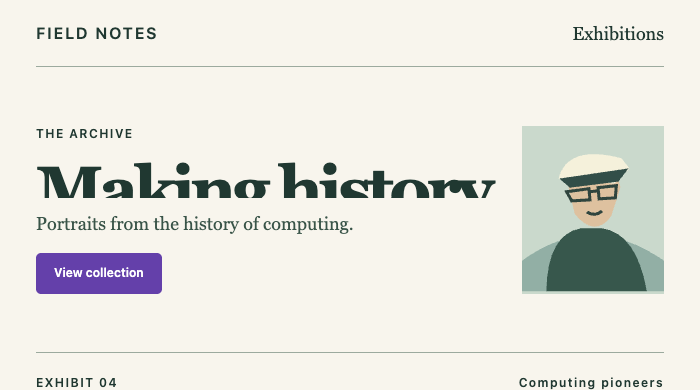 FIELD NOTES
Exhibitions
THE ARCHIVE
Making history
Portraits from the history of computing.
View collection
EXHIBIT 04
Computing pioneers